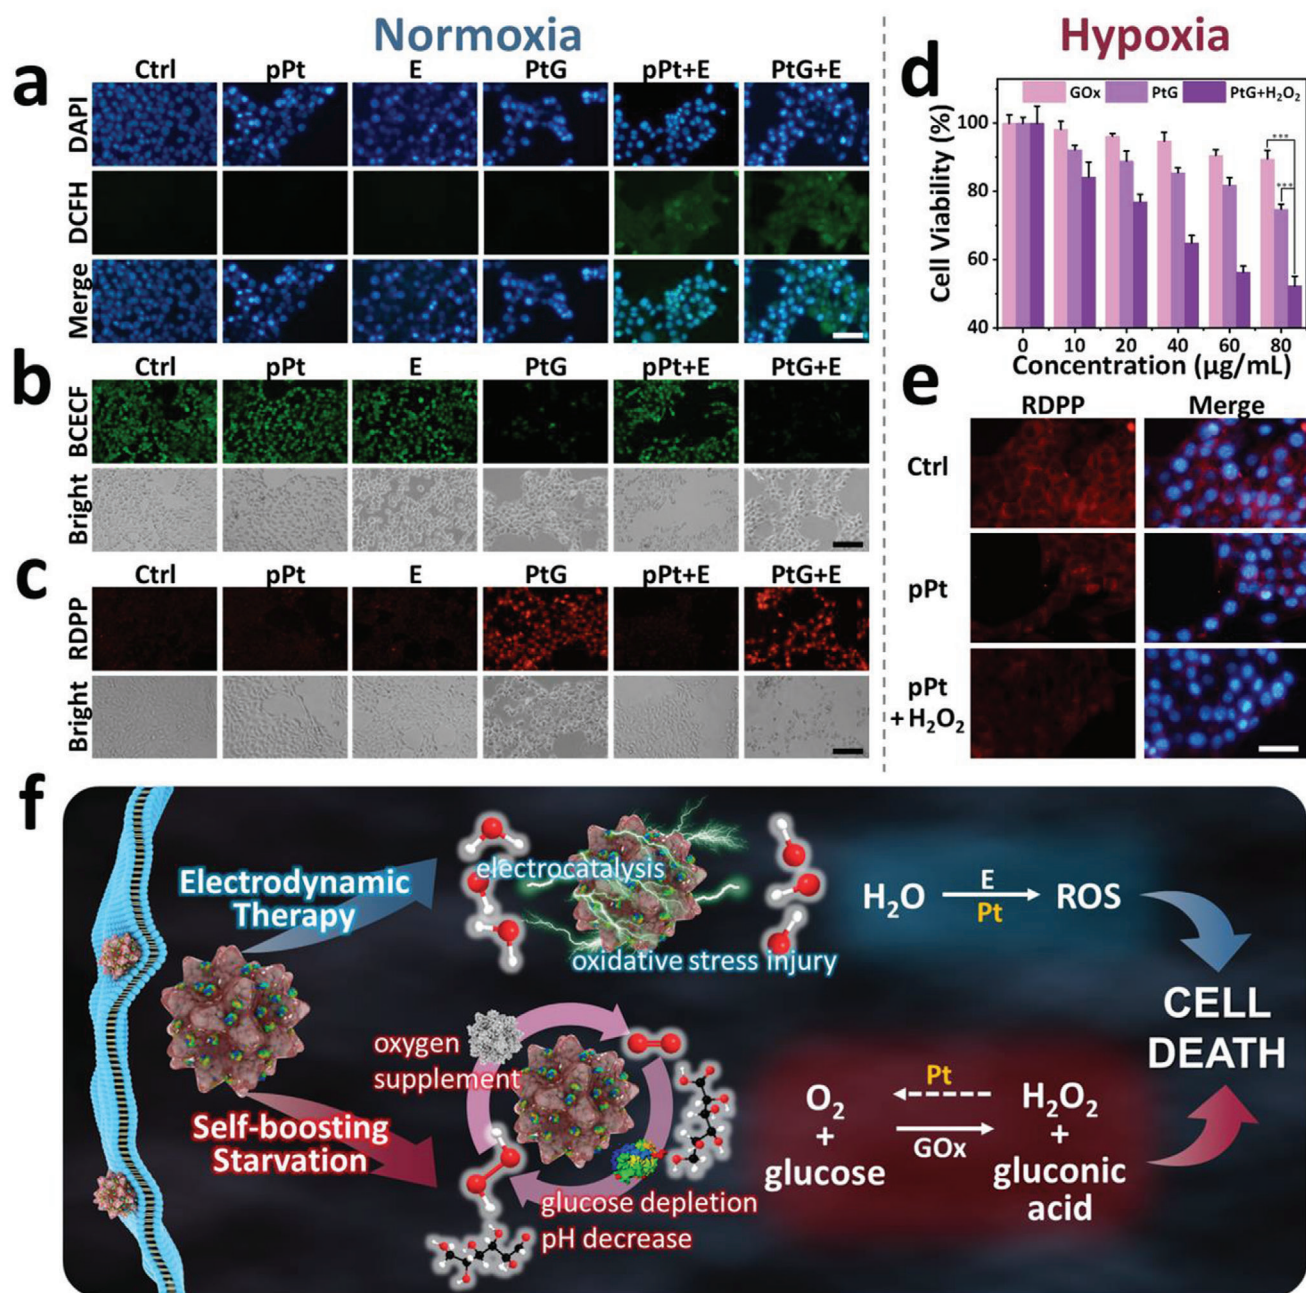 Normoxia
Hypoxia
a
Ctrl pPt E PtG pPt+E PtG+E
DAPI
DCFH
Merge
b
Ctrl pPt E PtG pPt+E PtG+E
BCECF
Bright
c
Ctrl pPt E PtG pPt+E PtG+E
RDPP
Bright
d
GOx PtG PtG+H₂O₂
***
***
Cell Viability (%)
100
80
60
40
0 10 20 40 60 80
Concentration (μg/mL)
e
RDPP Merge
Ctrl
pPt
pPt
+ H₂O₂
f
Electrodynamic
Therapy
electrocatalysis
oxidative stress injury
H₂O E Pt ROS
CELL
DEATH
Self-boosting
Starvation
oxygen
supplement
glucose depletion
pH decrease
O₂
+
glucose
Pt
GOx
H₂O₂
+
gluconic
acid